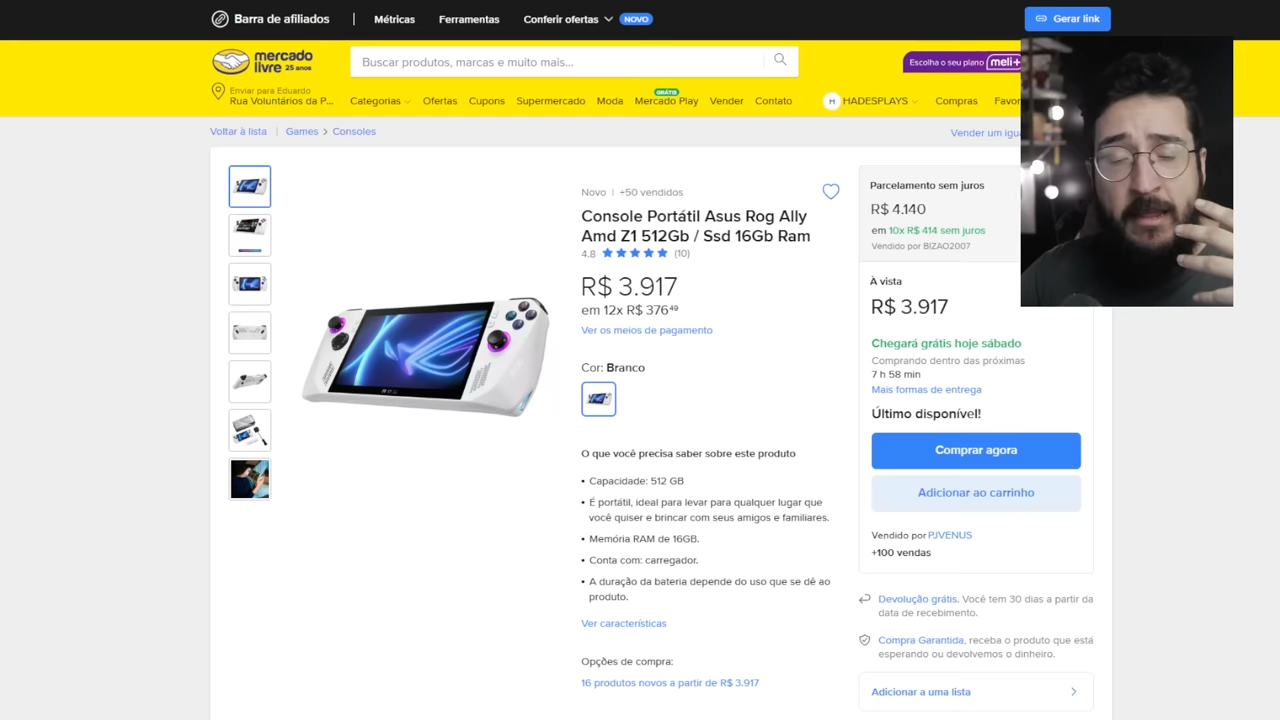 Barra de afiliados
Métricas
Ferramentas
Conferir ofertas
NOVO
Gerar link
mercado
livre 25 anos
Buscar produtos, marcas e muito mais...
Escolha o seu plano meli+
Enviar para Eduardo
Rua Voluntários da P...
Categorias
Ofertas
Cupons
Supermercado
Moda
GRÁTIS
Mercado Play
Vender
Contato
H HADESPLAYS
Compras
Favor
Voltar à lista
Games
Consoles
Vender um igua
Novo | +50 vendidos
Console Portátil Asus Rog Ally
Amd Z1 512Gb / Ssd 16Gb Ram
4.8 (10)
R$ 3.917
em 12x R$ 37649
Ver os meios de pagamento
Cor: Branco
O que você precisa saber sobre este produto
• Capacidade: 512 GB
• É portátil, ideal para levar para qualquer lugar que
você quiser e brincar com seus amigos e familiares.
• Memória RAM de 16GB.
• Conta com: carregador.
• A duração da bateria depende do uso que se dê ao
produto.
Ver características
Opções de compra:
16 produtos novos a partir de R$ 3.917
Parcelamento sem juros
R$ 4.140
em 10x R$ 414 sem juros
Vendido por BIZAO2007
À vista
R$ 3.917
Chegará grátis hoje sábado
Comprando dentro das próximas
7 h 58 min
Mais formas de entrega
Último disponível!
Comprar agora
Adicionar ao carrinho
Vendido por PJVENUS
+100 vendas
Devolução grátis. Você tem 30 dias a partir da
data de recebimento.
Compra Garantida, receba o produto que está
esperando ou devolvemos o dinheiro.
Adicionar a uma lista